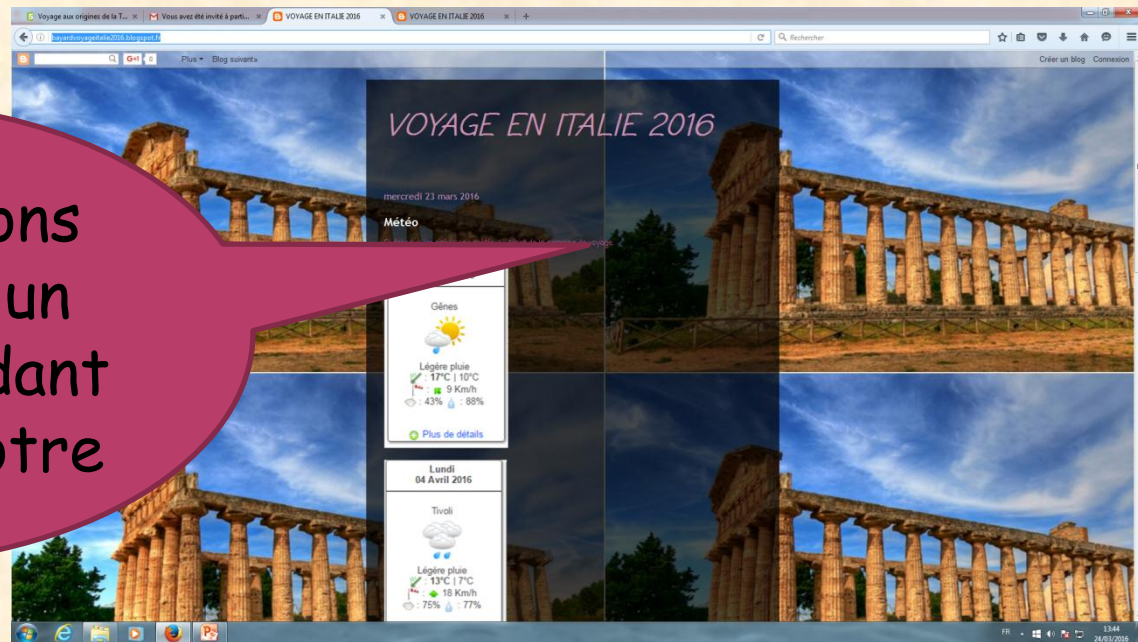 Voyage aux origines de la T...
Vous avez été invité à parti...
VOYAGE EN ITALIE 2016
VOYAGE EN ITALIE 2016
bayardvoyageitalie2016.blogspot.fr
Rechercher
G+1 0 Plus Blog suivant»
Créer un blog Connexion
VOYAGE EN ITALIE 2016
mercredi 23 mars 2016
Météo
voyage.
ons
un
dant
otre
Gênes
Légère pluie
: 17°C | 10°C
: 9 Km/h
: 43% : 88%
Plus de détails
Lundi
04 Avril 2016
Tivoli
Légère pluie
: 13°C | 7°C
: 18 Km/h
: 75% : 77%
FR
13:44
24/03/2016